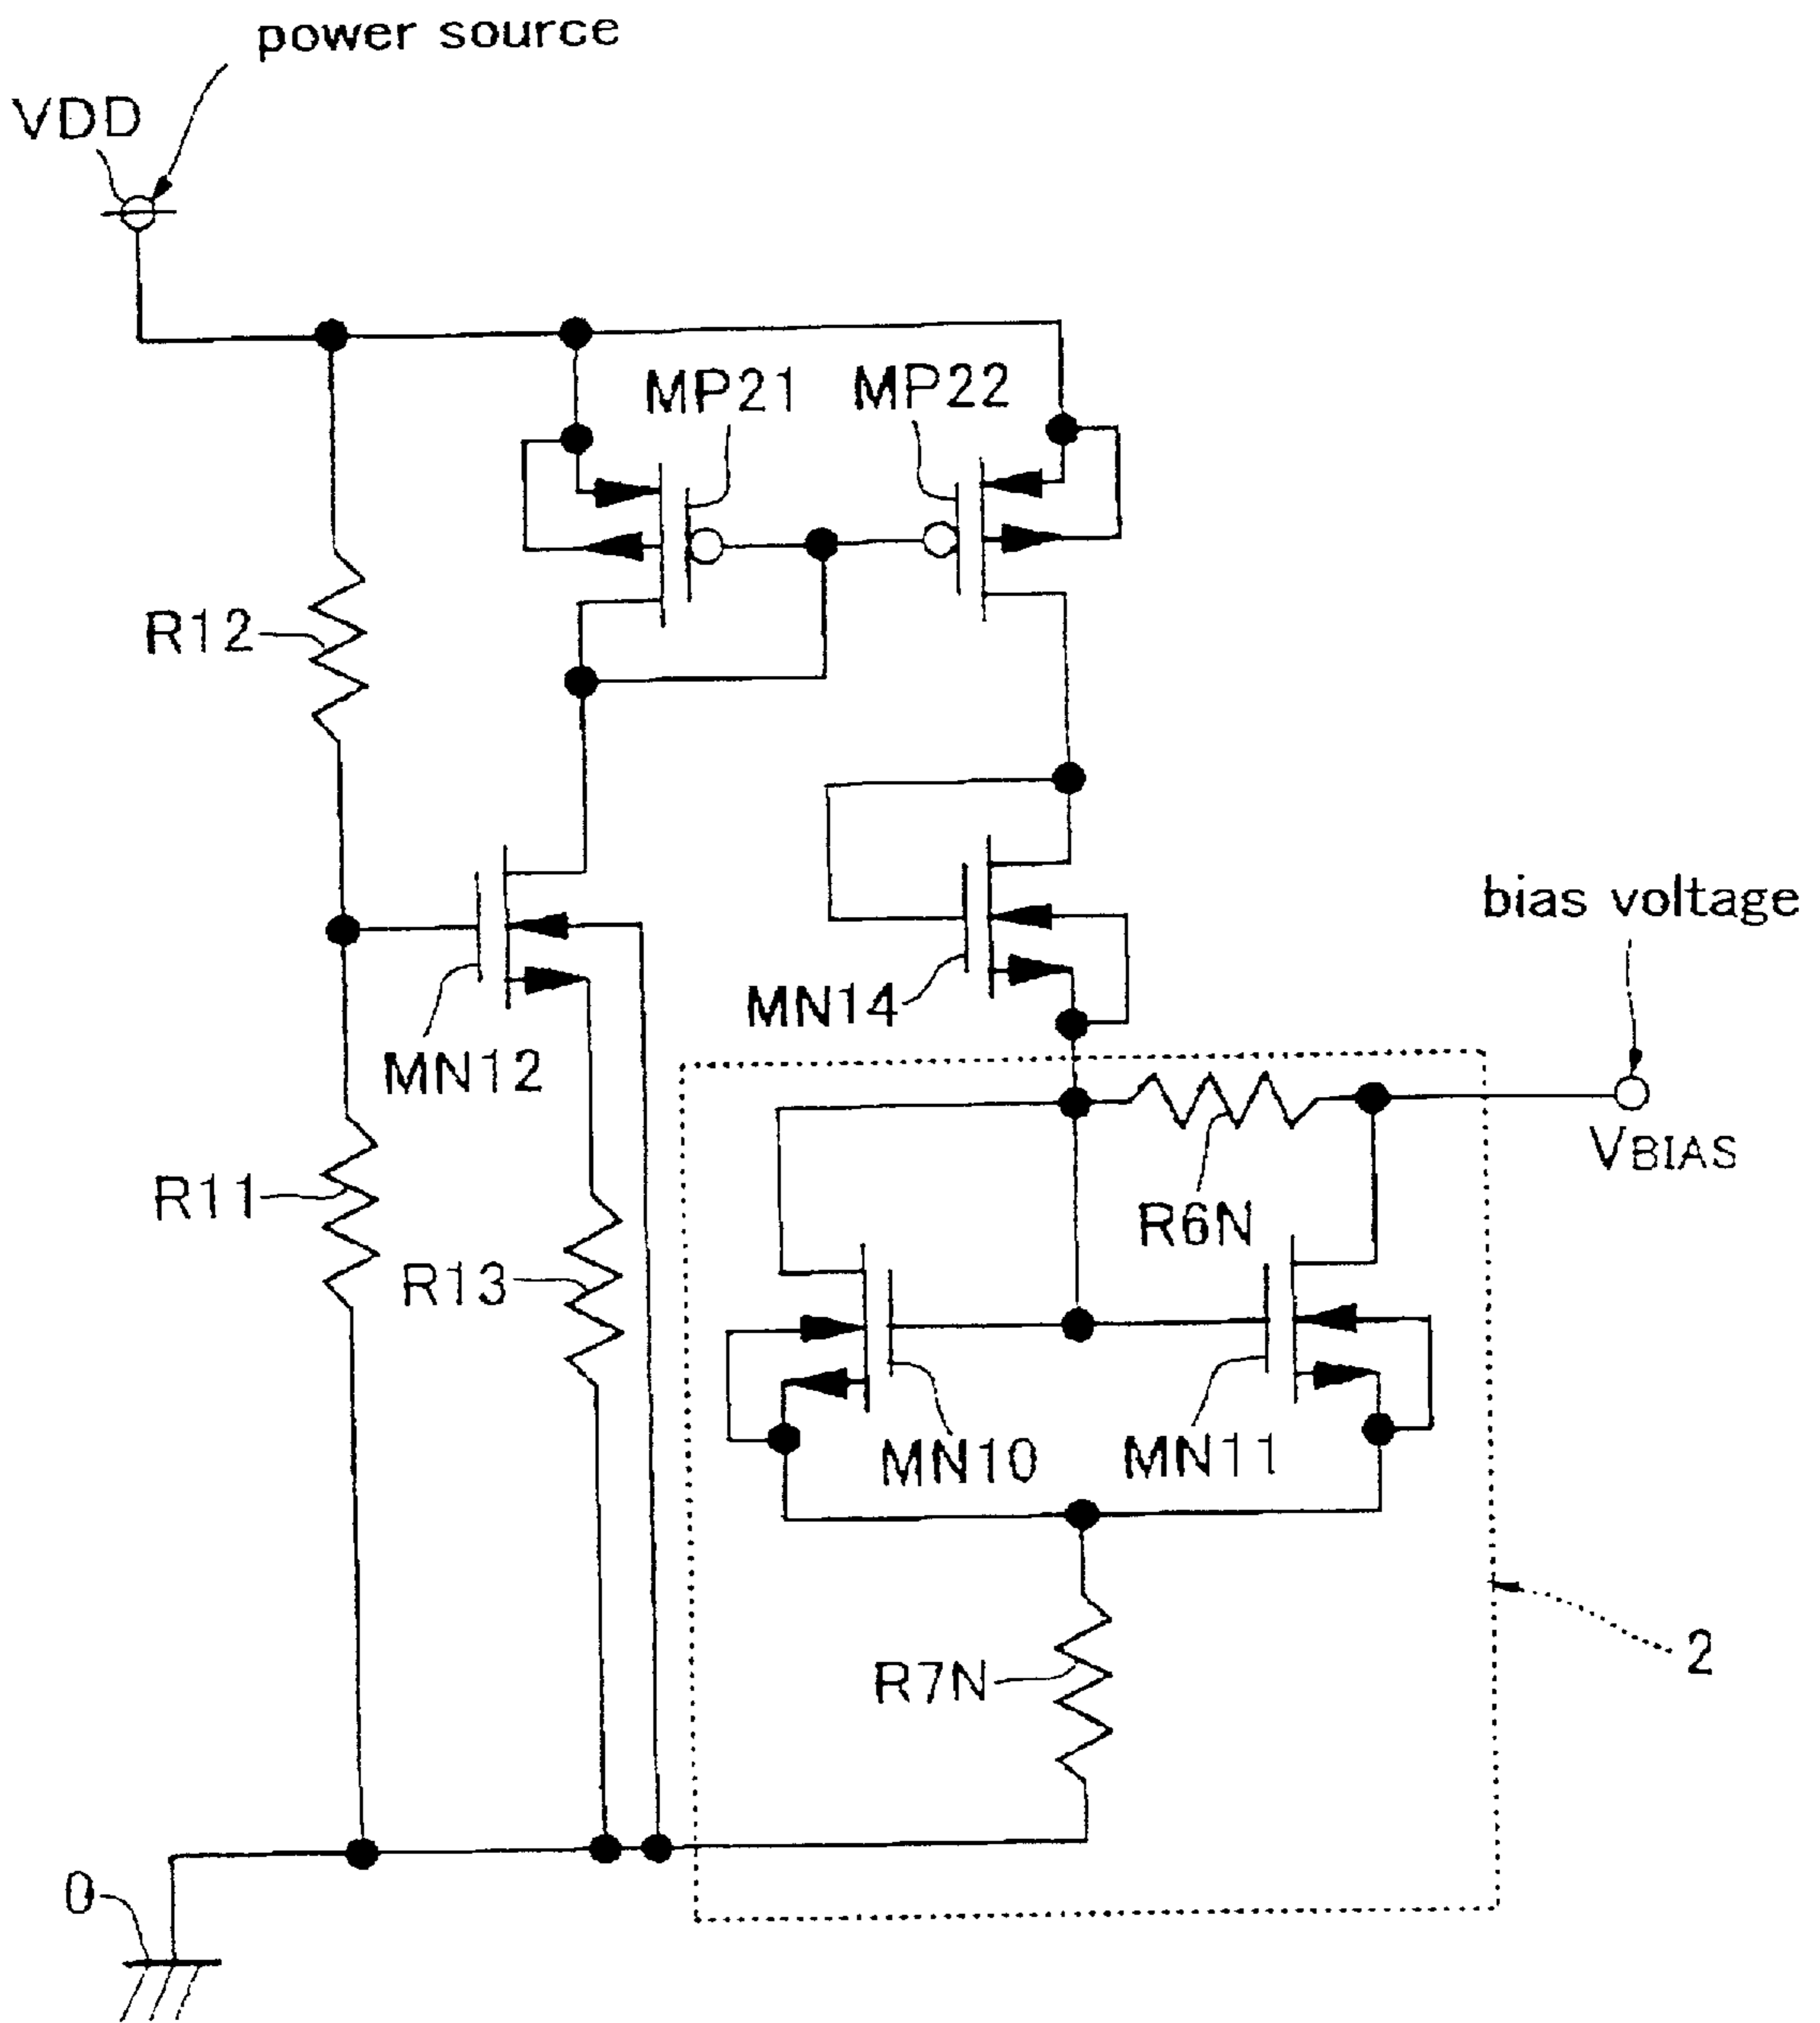 power source
VDD
MP21
MP22
R12
bias voltage
MN14
MN12
VBIAS
R11
R6N
R13
MN10
MN11
R7N
2
0